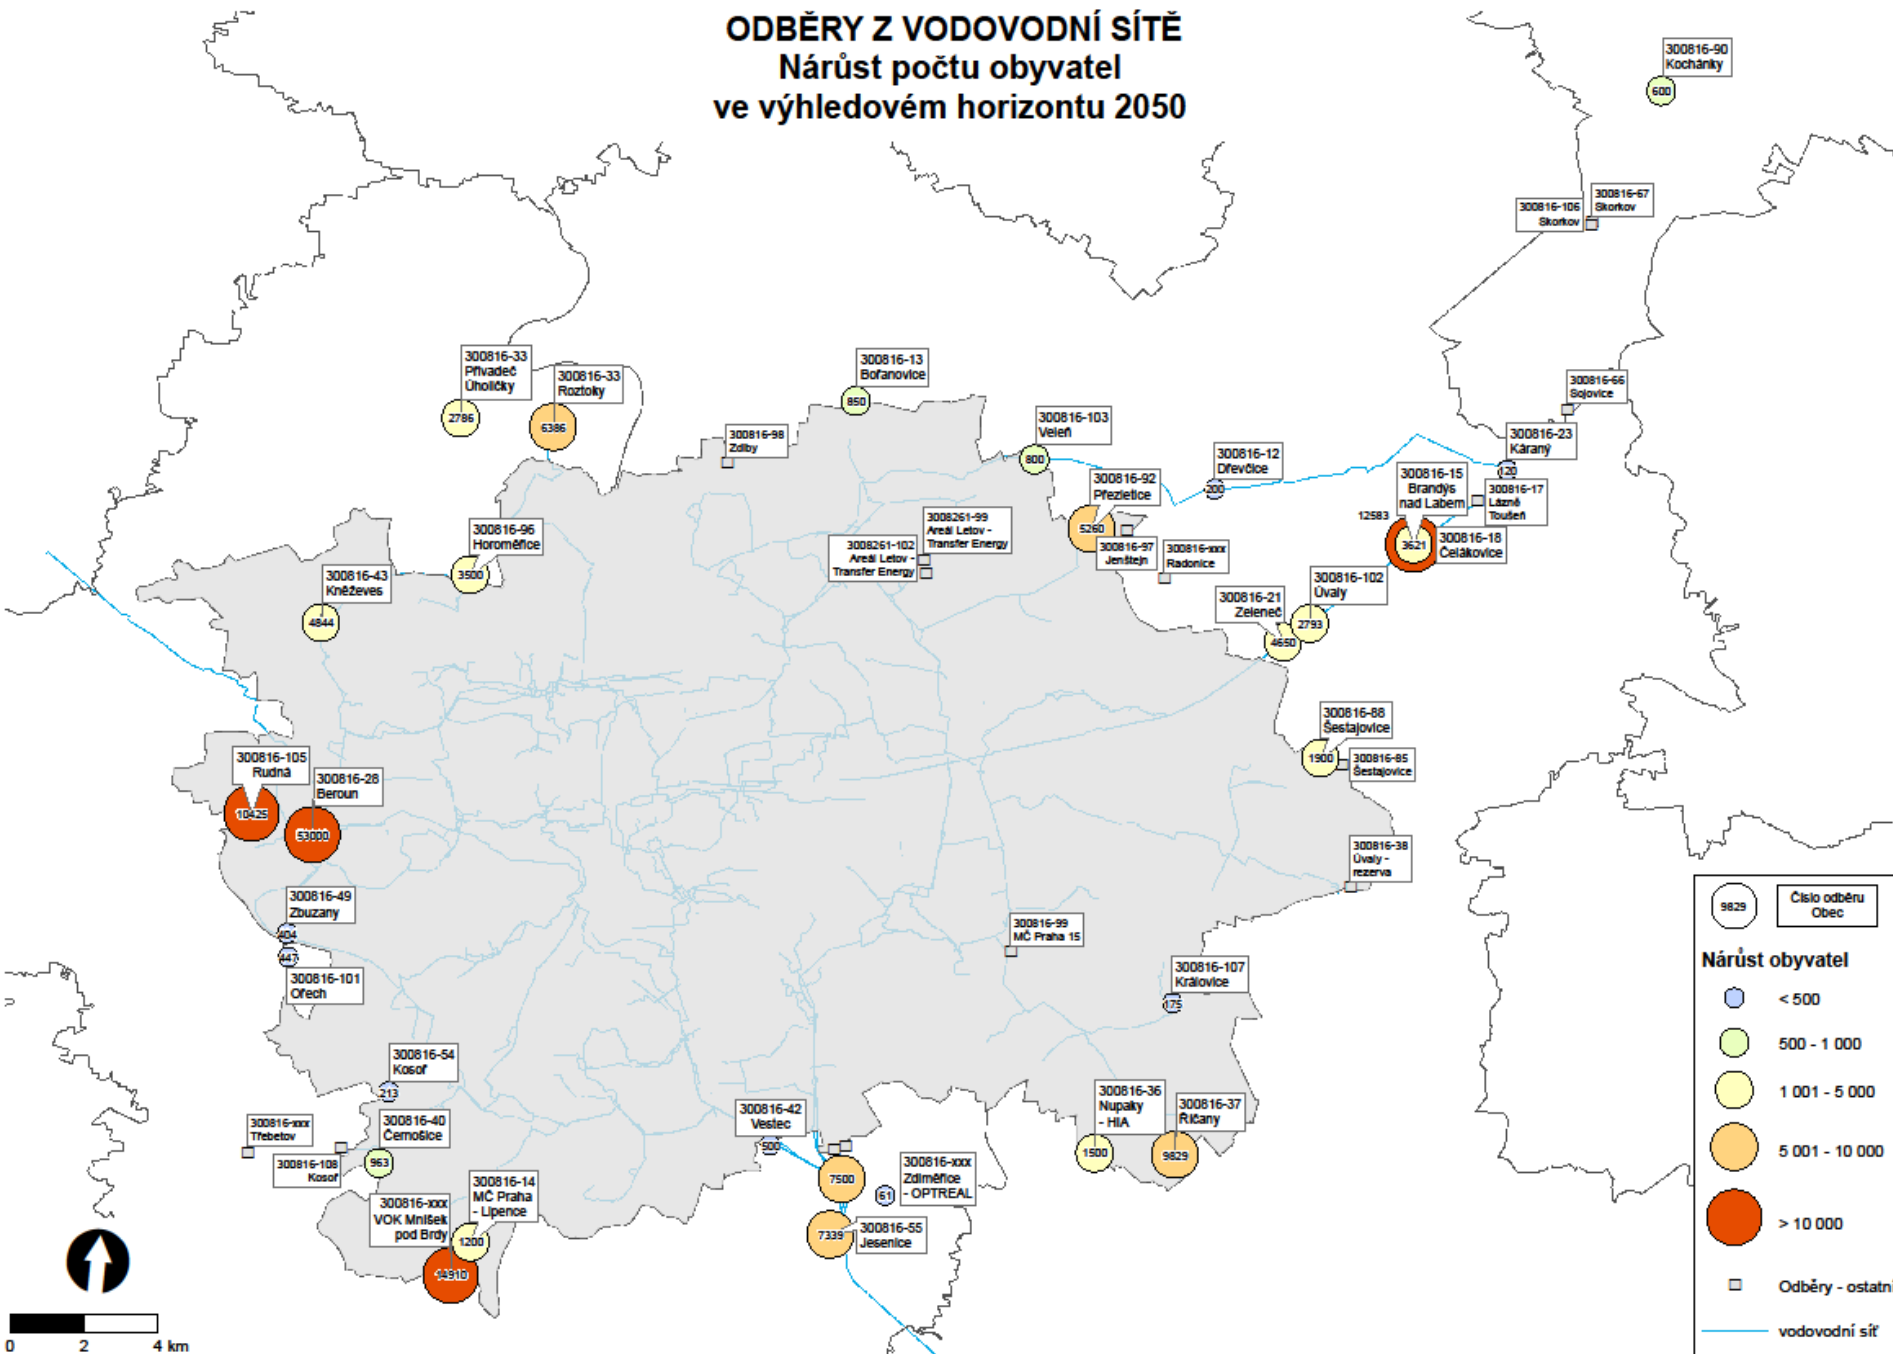 ODBĚRY Z VODOVODNÍ SÍTĚ
Nárůst počtu obyvatel
ve výhledovém horizontu 2050
300816-90
Kochánky
600
300816-67
Skorkov
300816-106
Skorkov
300816-33
Přivaděč
Úholičky
2786
300816-33
Roztoky
6386
300816-13
Bořanovice
850
300816-66
Sojovice
300816-98
Zdiby
300816-103
Veleň
800
300816-23
Káraný
120
300816-12
Dřevčice
200
300816-92
Přezletice
5260
300816-15
Brandýs
nad Labem
12583
3621
300816-17
Lázně
Toušeň
300816-18
Čelákovice
300816-96
Horoměřice
3500
3008261-99
Areál Letov -
Transfer Energy
3008261-102
Areál Letov -
Transfer Energy
300816-97
Jenštejn
300816-xxx
Radonice
300816-43
Kněževes
4844
300816-102
Úvaly
2793
300816-21
Zeleneč
4650
300816-88
Šestajovice
1900
300816-85
Šestajovice
300816-105
Rudná
10425
300816-28
Beroun
53000
300816-38
Úvaly -
rezerva
300816-49
Zbuzany
404
447
300816-101
Ořech
300816-99
MČ Praha 15
300816-107
Královice
175
300816-54
Kosoř
213
300816-xxx
Třebotov
300816-108
Kosoř
300816-40
Černošice
963
300816-42
Vestec
500
300816-36
Nupaky
- HIA
1500
300816-37
Říčany
9829
7500
300816-xxx
Zdiměřice
- OPTREAL
61
300816-14
MČ Praha
- Lipence
1200
300816-xxx
VOK Mníšek
pod Brdy
14910
300816-55
Jesenice
7339
0 2 4 km
9829
Číslo odběru
Obec
Nárůst obyvatel
< 500
500 - 1 000
1 001 - 5 000
5 001 - 10 000
> 10 000
Odběry - ostatní
vodovodní síť